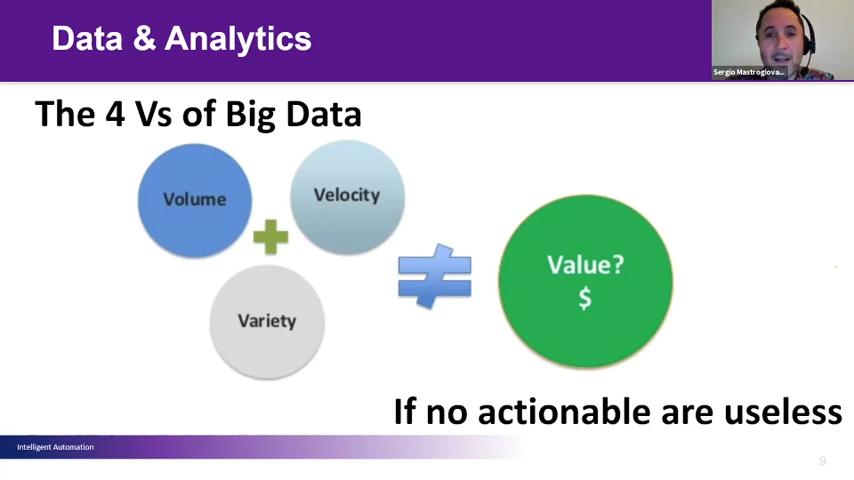 Data & Analytics
Sergio Mastrogiova...
The 4 Vs of Big Data
Volume
Velocity
Variety
Value?
$
If no actionable are useless
Intelligent Automation
9